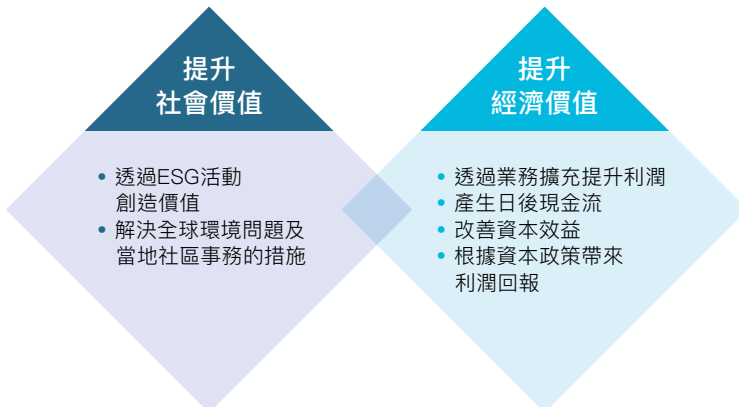 提升
社會價值
• 透過ESG活動
創造價值
• 解決全球環境問題及
當地社區事務的措施
提升
經濟價值
• 透過業務擴充提升利潤
• 產生日後現金流
• 改善資本效益
• 根據資本政策帶來
利潤回報